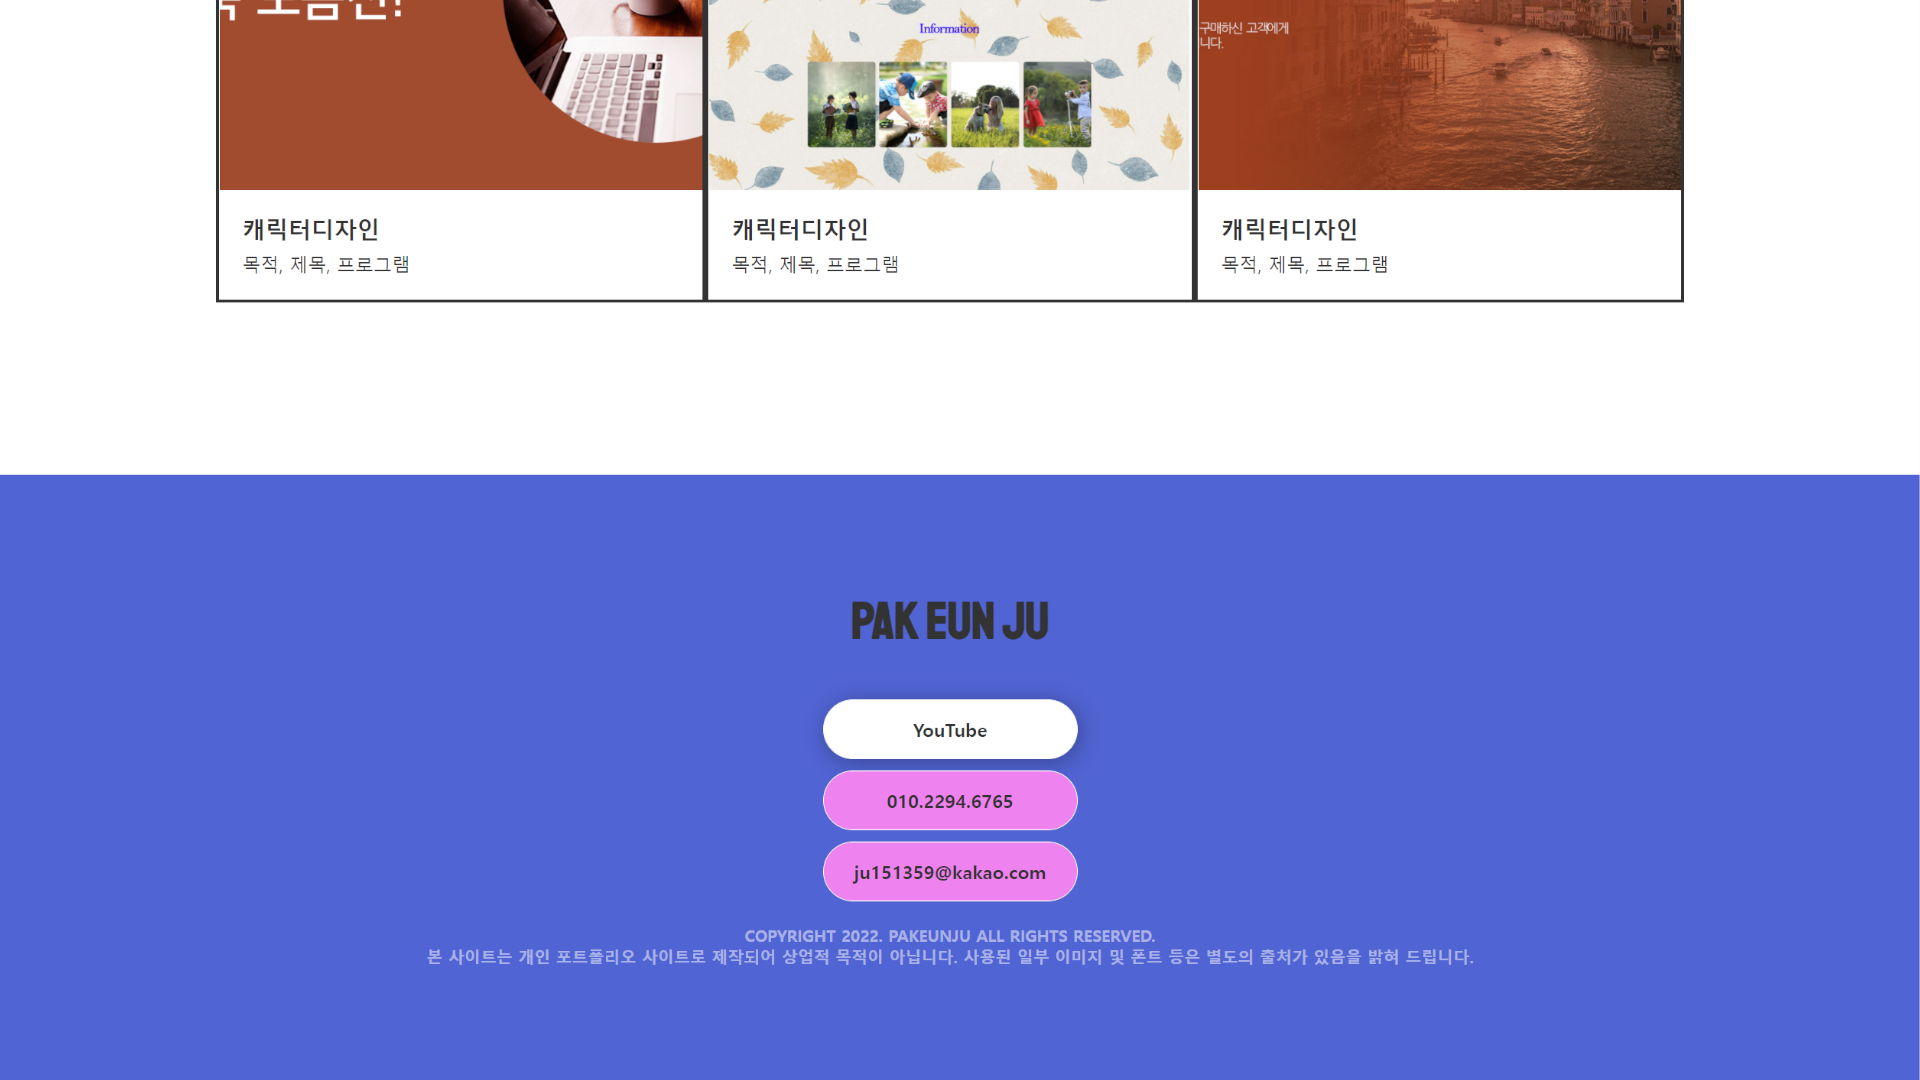 Information
구매하신 고객에게
니다.
캐릭터디자인
목적, 제목, 프로그램
캐릭터디자인
목적, 제목, 프로그램
캐릭터디자인
목적, 제목, 프로그램
PAK EUN JU
YouTube
010.2294.6765
ju151359@kakao.com
COPYRIGHT 2022. PAKEUNJU ALL RIGHTS RESERVED.
본 사이트는 개인 포트폴리오 사이트로 제작되어 상업적 목적이 아닙니다. 사용된 일부 이미지 및 폰트 등은 별도의 출처가 있음을 밝혀 드립니다.